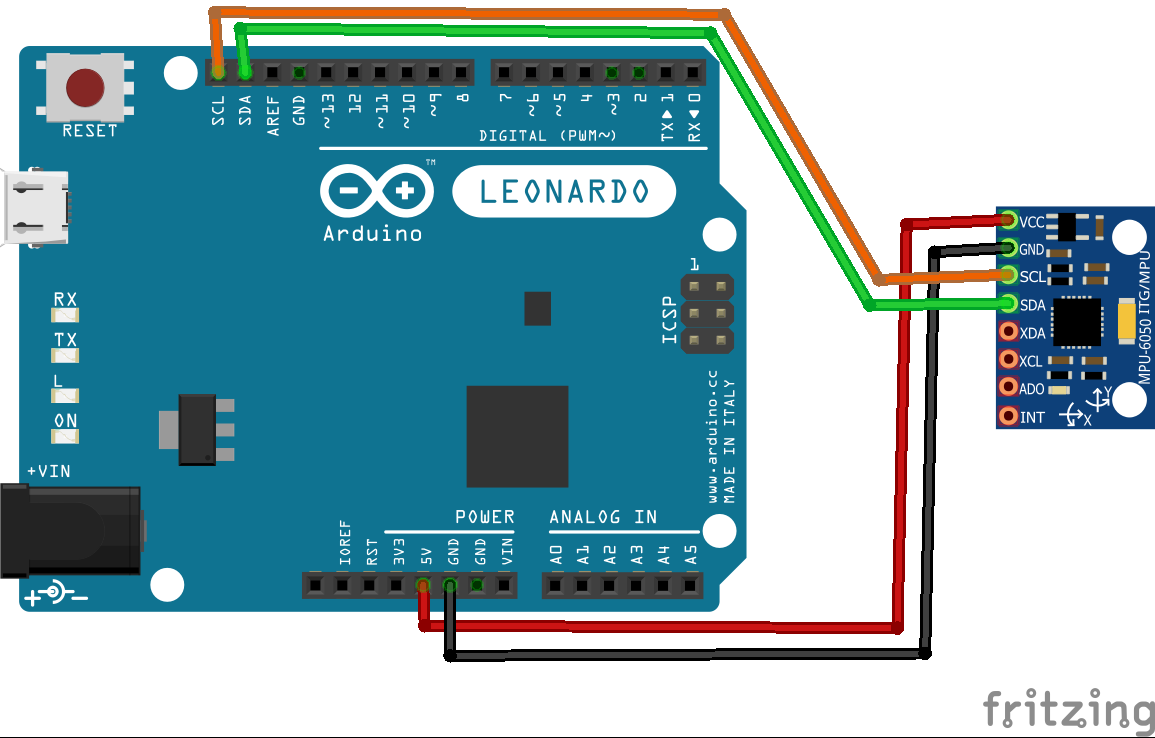 RESET
SCL
SDA
AREF
GND
~13
12
~11
~10
~9
8
7
~6
~5
4
~3
2
TX▶1
RX◀0
DIGITAL (PWM~)
TM
LEONARDO
Arduino
1
ICSP
RX
TX
L
ON
+VIN
www.arduino.cc
MADE IN ITALY
POWER
ANALOG IN
IOREF
RST
3V3
5V
GND
GND
VIN
A0
A1
A2
A3
A4
A5
VCC
GND
SCL
SDA
XDA
XCL
ADO
INT
MPU-6050 ITG/MPU
Y
X
fritzing